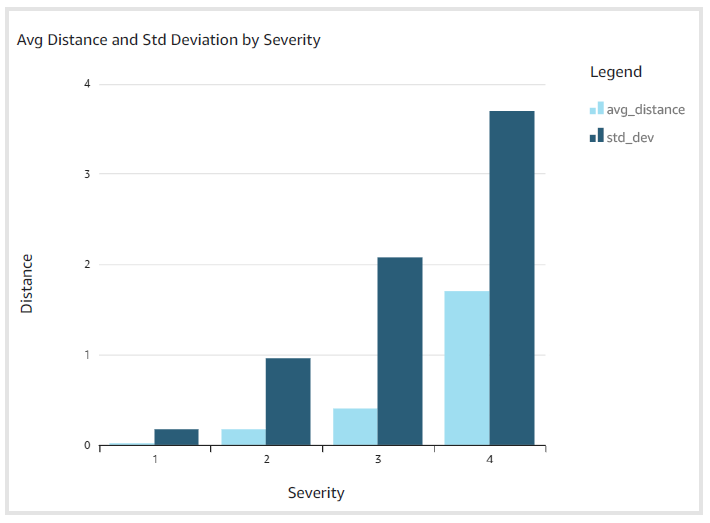 Avg Distance and Std Deviation by Severity
Legend
avg_distance
std_dev
Distance
4
3
2
1
0
1 2 3 4
Severity